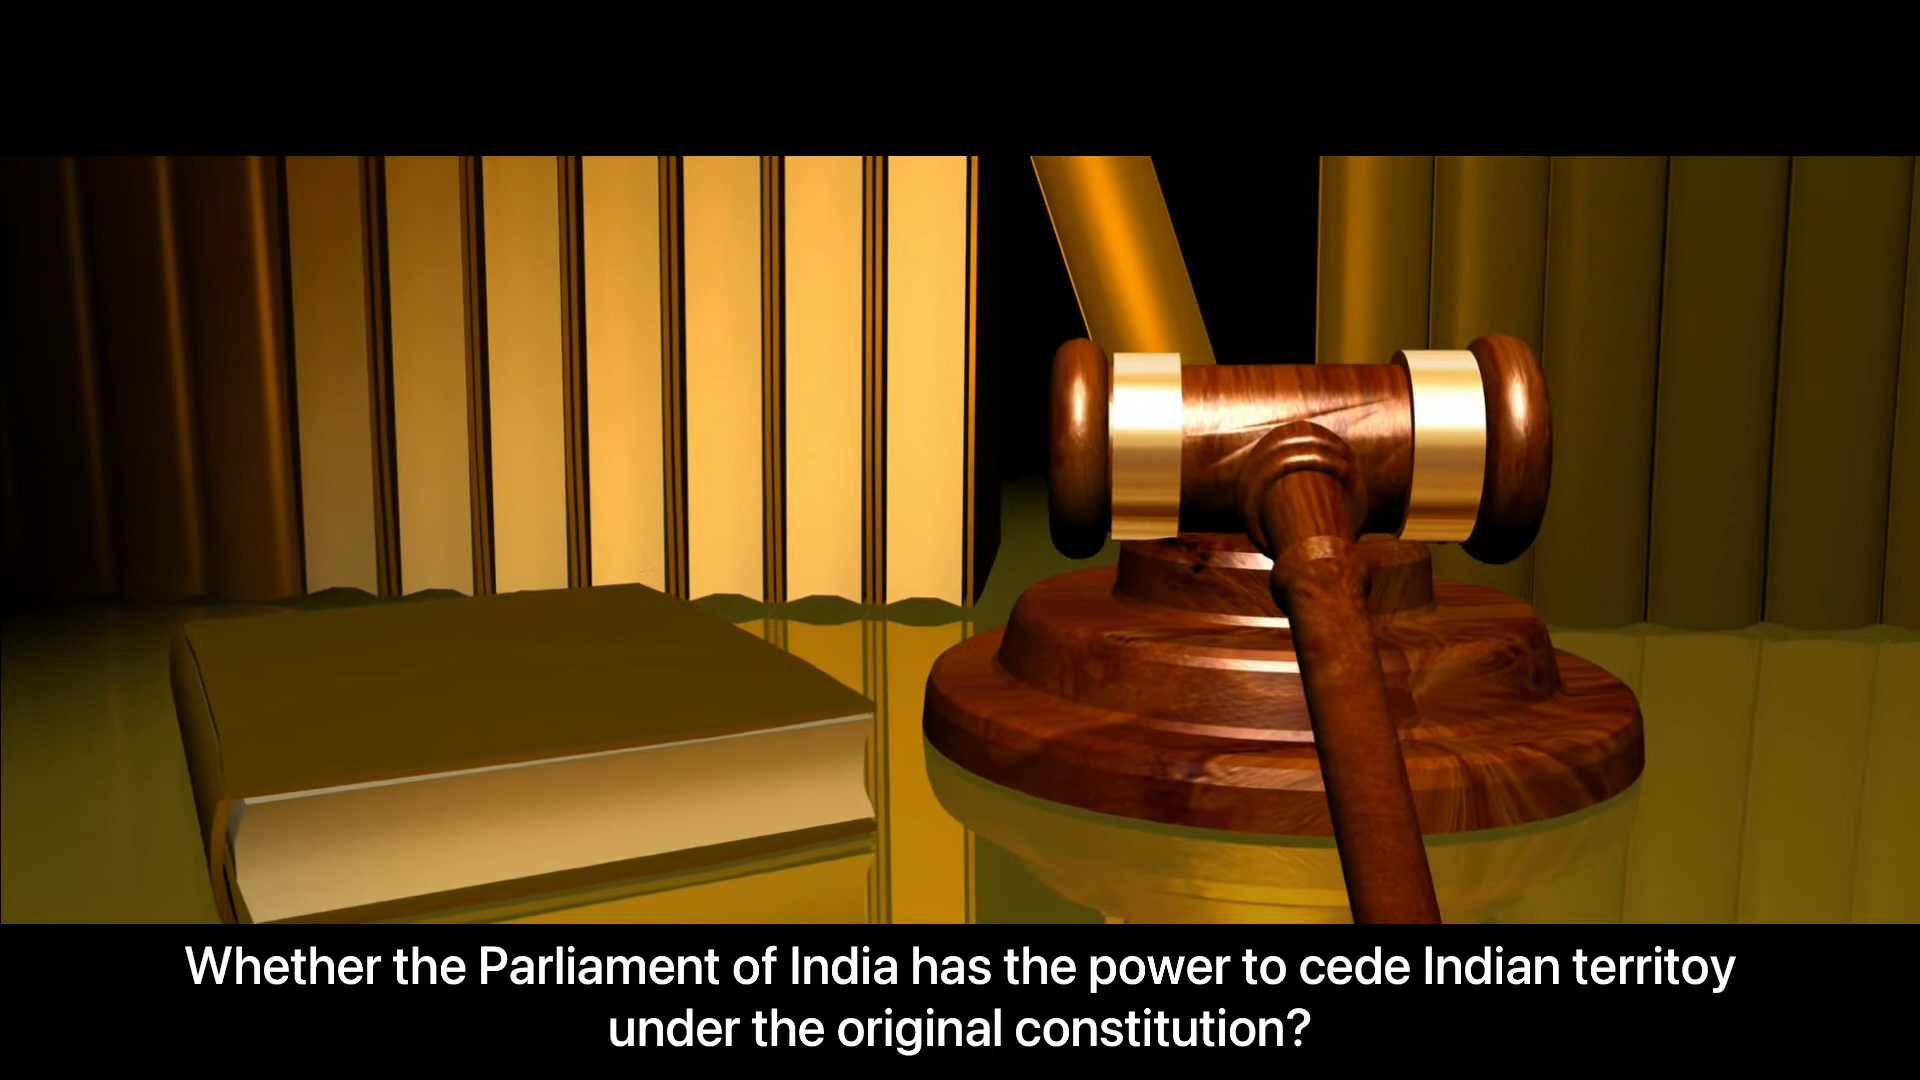 Whether the Parliament of India has the power to cede Indian territoy
under the original constitution?